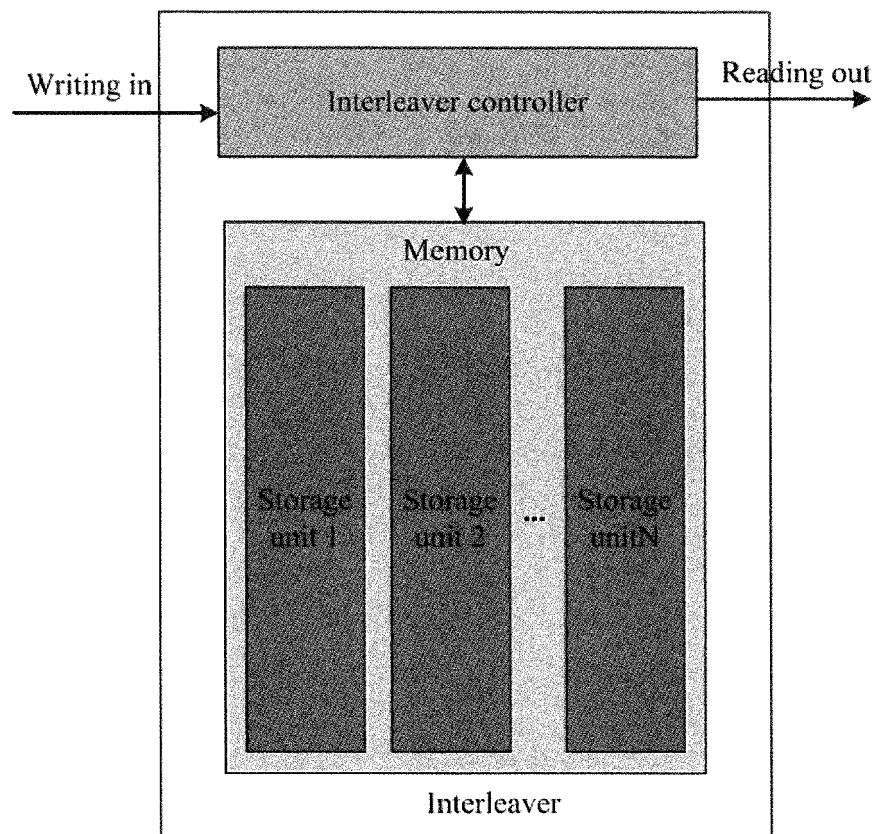 Writing in
Reading out
Interleaver controller
Memory
Storage
unit 1
Storage
unit 2
...
Storage
unitN
Interleaver